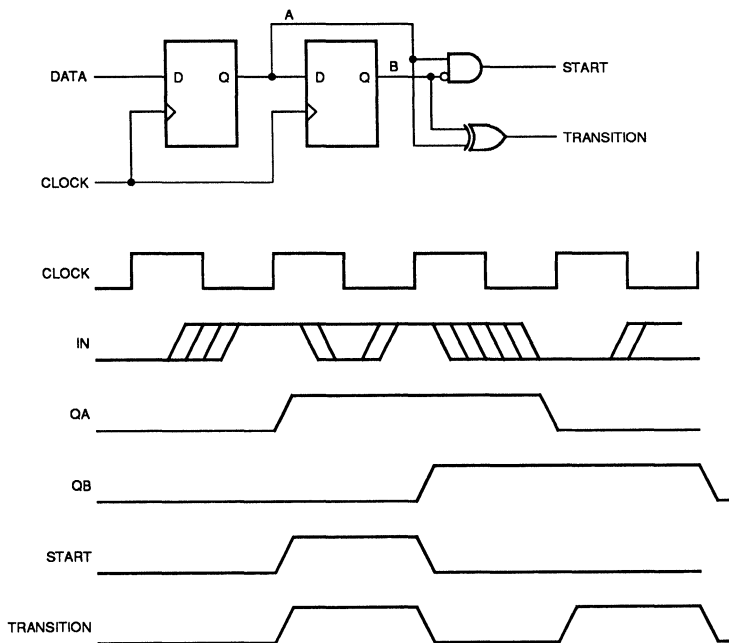 A
DATA
D Q
D Q
B
START
TRANSITION
CLOCK
CLOCK
IN
QA
QB
START
TRANSITION